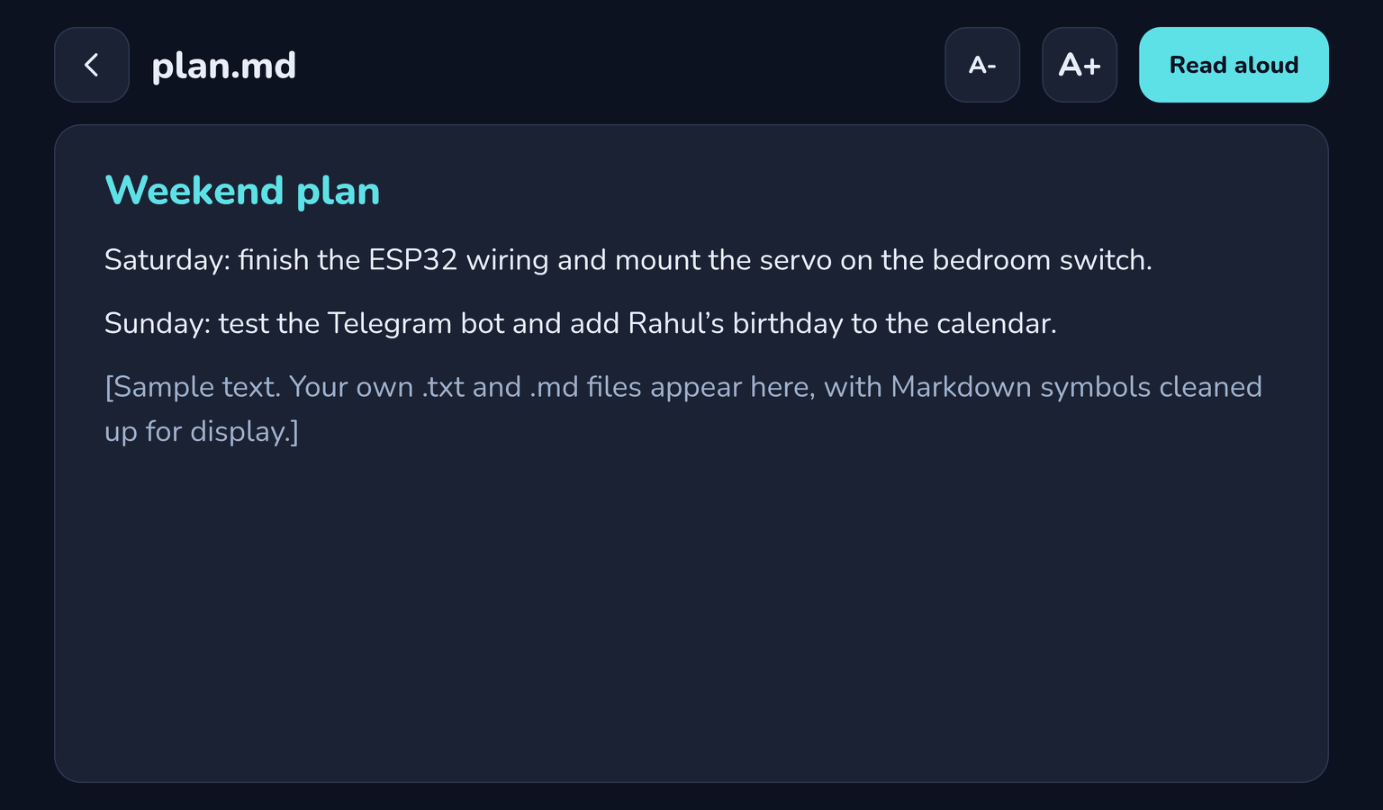 plan.md
A-
A+
Read aloud
Weekend plan
Saturday: finish the ESP32 wiring and mount the servo on the bedroom switch.
Sunday: test the Telegram bot and add Rahul’s birthday to the calendar.
[Sample text. Your own .txt and .md files appear here, with Markdown symbols cleaned
up for display.]